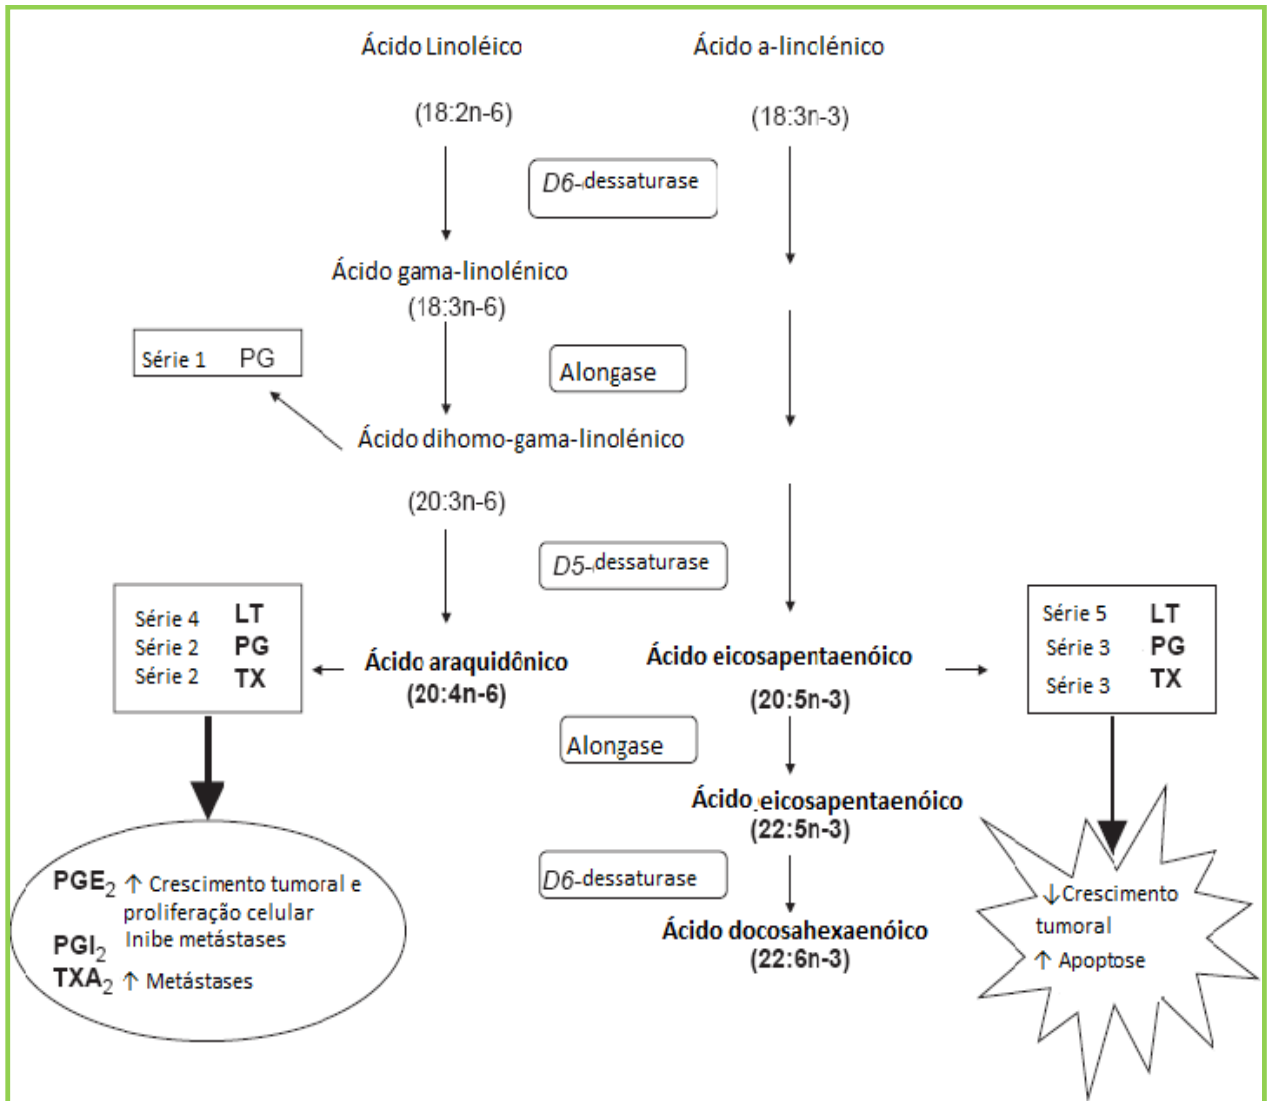 Ácido Linoléico
Ácido a-linclénico
(18:2n-6)
(18:3n-3)
D6-dessaturase
Ácido gama-linolénico
(18:3n-6)
Série 1 PG
Alongase
Ácido dihomo-gama-linolénico
(20:3n-6)
D5-dessaturase
Série 4 LT
Série 2 PG
Série 2 TX
Ácido araquidônico
(20:4n-6)
Ácido eicosapentaenóico
(20:5n-3)
Série 5 LT
Série 3 PG
Série 3 TX
Alongase
Ácido eicosapentaenóico
(22:5n-3)
D6-dessaturase
Ácido docosahexaenóico
(22:6n-3)
PGE2 ↑ Crescimento tumoral e
proliferação celular
PGI2 Inibe metástases
TXA2 ↑ Metástases
↓Crescimento
tumoral
↑ Apoptose